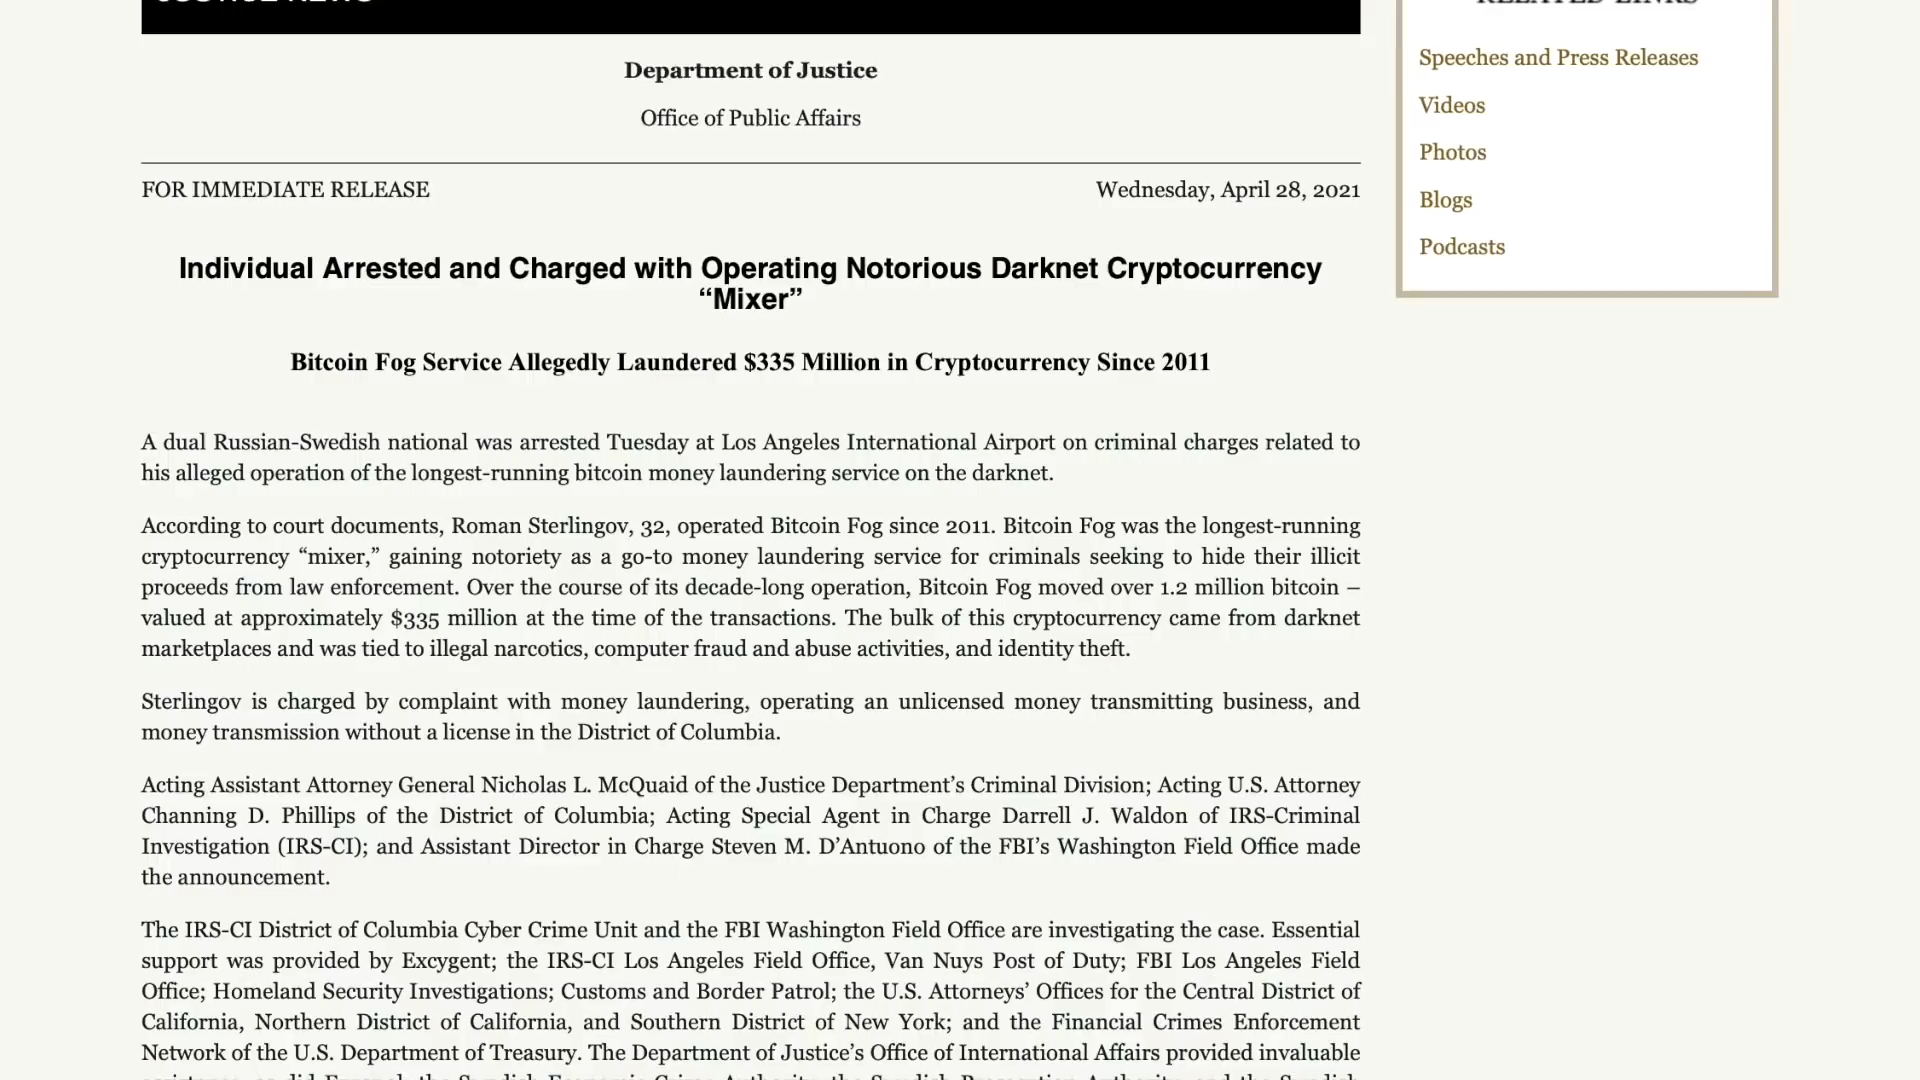 JUSTICE NEWS
RELATED LINKS
Speeches and Press Releases
Videos
Photos
Blogs
Podcasts
Department of Justice
Office of Public Affairs
FOR IMMEDIATE RELEASE
Wednesday, April 28, 2021
Individual Arrested and Charged with Operating Notorious Darknet Cryptocurrency
“Mixer”
Bitcoin Fog Service Allegedly Laundered $335 Million in Cryptocurrency Since 2011
A dual Russian-Swedish national was arrested Tuesday at Los Angeles International Airport on criminal charges related to
his alleged operation of the longest-running bitcoin money laundering service on the darknet.
According to court documents, Roman Sterlingov, 32, operated Bitcoin Fog since 2011. Bitcoin Fog was the longest-running
cryptocurrency “mixer,” gaining notoriety as a go-to money laundering service for criminals seeking to hide their illicit
proceeds from law enforcement. Over the course of its decade-long operation, Bitcoin Fog moved over 1.2 million bitcoin –
valued at approximately $335 million at the time of the transactions. The bulk of this cryptocurrency came from darknet
marketplaces and was tied to illegal narcotics, computer fraud and abuse activities, and identity theft.
Sterlingov is charged by complaint with money laundering, operating an unlicensed money transmitting business, and
money transmission without a license in the District of Columbia.
Acting Assistant Attorney General Nicholas L. McQuaid of the Justice Department’s Criminal Division; Acting U.S. Attorney
Channing D. Phillips of the District of Columbia; Acting Special Agent in Charge Darrell J. Waldon of IRS-Criminal
Investigation (IRS-CI); and Assistant Director in Charge Steven M. D’Antuono of the FBI’s Washington Field Office made
the announcement.
The IRS-CI District of Columbia Cyber Crime Unit and the FBI Washington Field Office are investigating the case. Essential
support was provided by Excygent; the IRS-CI Los Angeles Field Office, Van Nuys Post of Duty; FBI Los Angeles Field
Office; Homeland Security Investigations; Customs and Border Patrol; the U.S. Attorneys’ Offices for the Central District of
California, Northern District of California, and Southern District of New York; and the Financial Crimes Enforcement
Network of the U.S. Department of Treasury. The Department of Justice’s Office of International Affairs provided invaluable